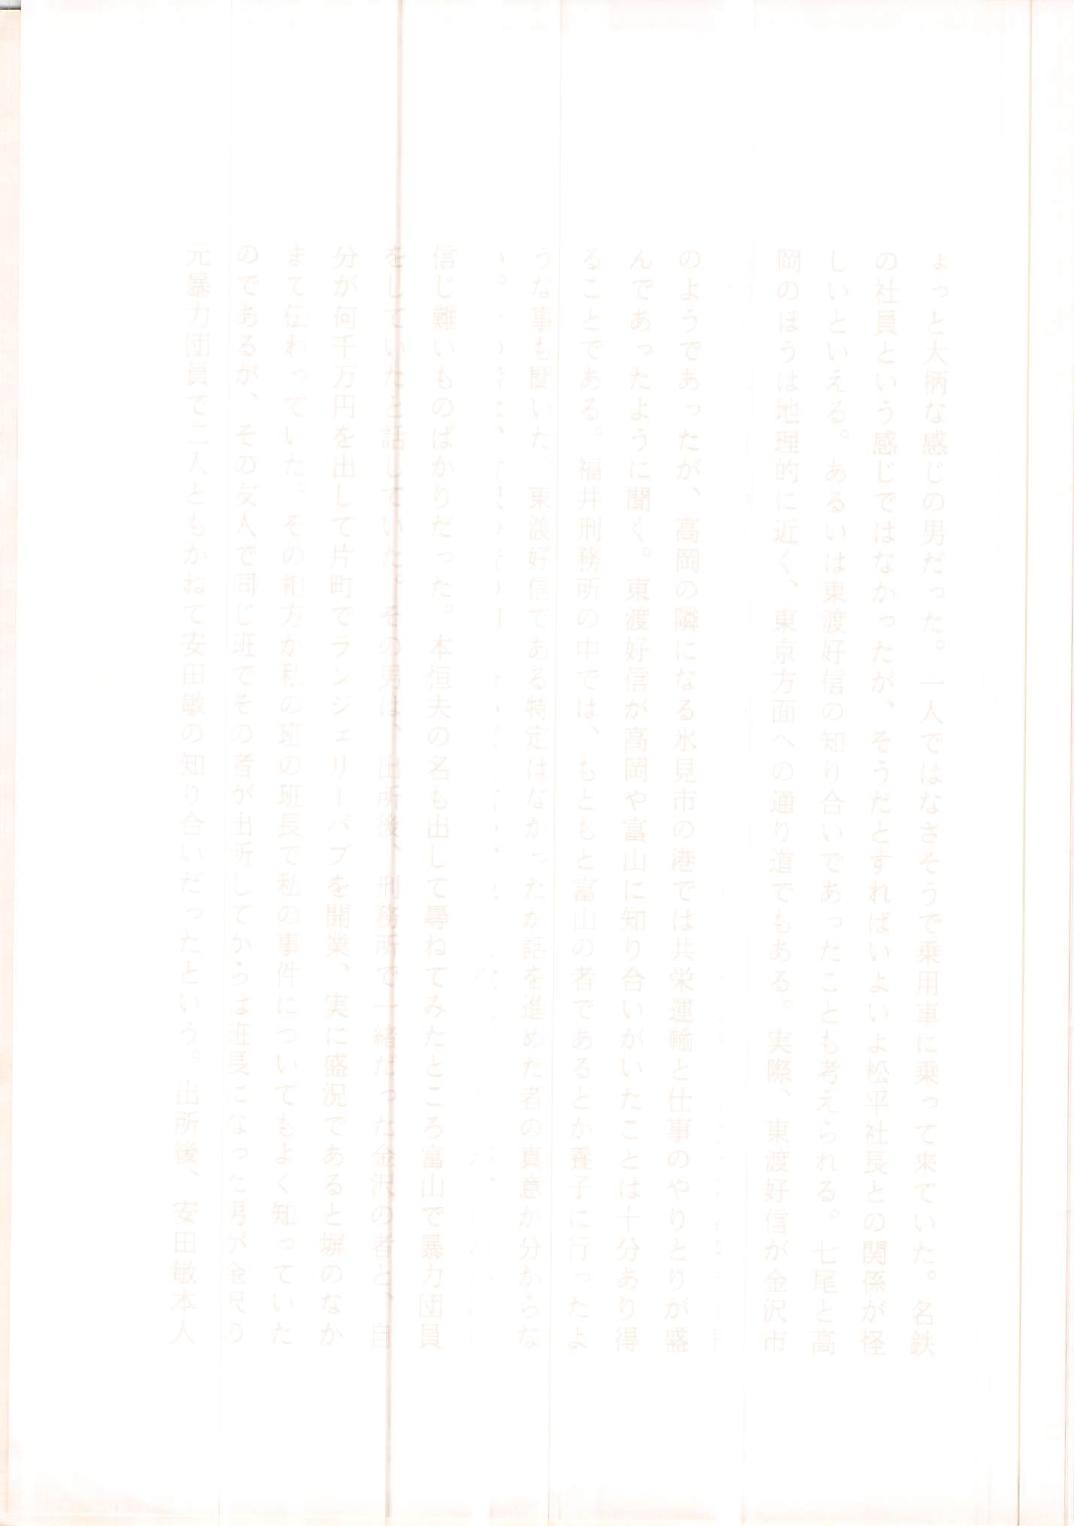 ょっと大柄な感じの男だった。一人ではなさそうで乗用車に乗って来ていた。名鉄
の社員という感じではなかったが、そうだとすればいよいよ松平社長との関係が怪
しいといえる。あるいは東渡好信の知り合いであったことも考えられる。七尾と高
岡のほうは地理的に近く、東京方面への通り道でもある。実際、東渡好信が金沢市
のようであったが、高岡の隣になる氷見市の港では共栄運輸と仕事のやりとりが盛
んであったように聞く。東渡好信が高岡や富山に知り合いがいたことは十分あり得
ることである。福井刑務所の中では、もともと富山の者であるとか養子に行ったよ
うな事も聞いた。東渡好信である特定はなかったが話を進めた者の真意が分からな
信じ難いものばかりだった。本恒夫の名も出して尋ねてみたところ富山で暴力団員
をしていたと話していた。その男は、出所後、刑務所で一緒だった金沢の者と、自
分が何千万円を出して片町でランジェリーパブを開業、実に盛況であると塀のなか
まで伝わっていた。その相方が私の班の班長で私の事件についてもよく知っていた
のであるが、その友人で同じ班でその者が出所してからは班長になった男が金沢の
元暴力団員で二人ともかねて安田敏の知り合いだったという。出所後、安田敏本人